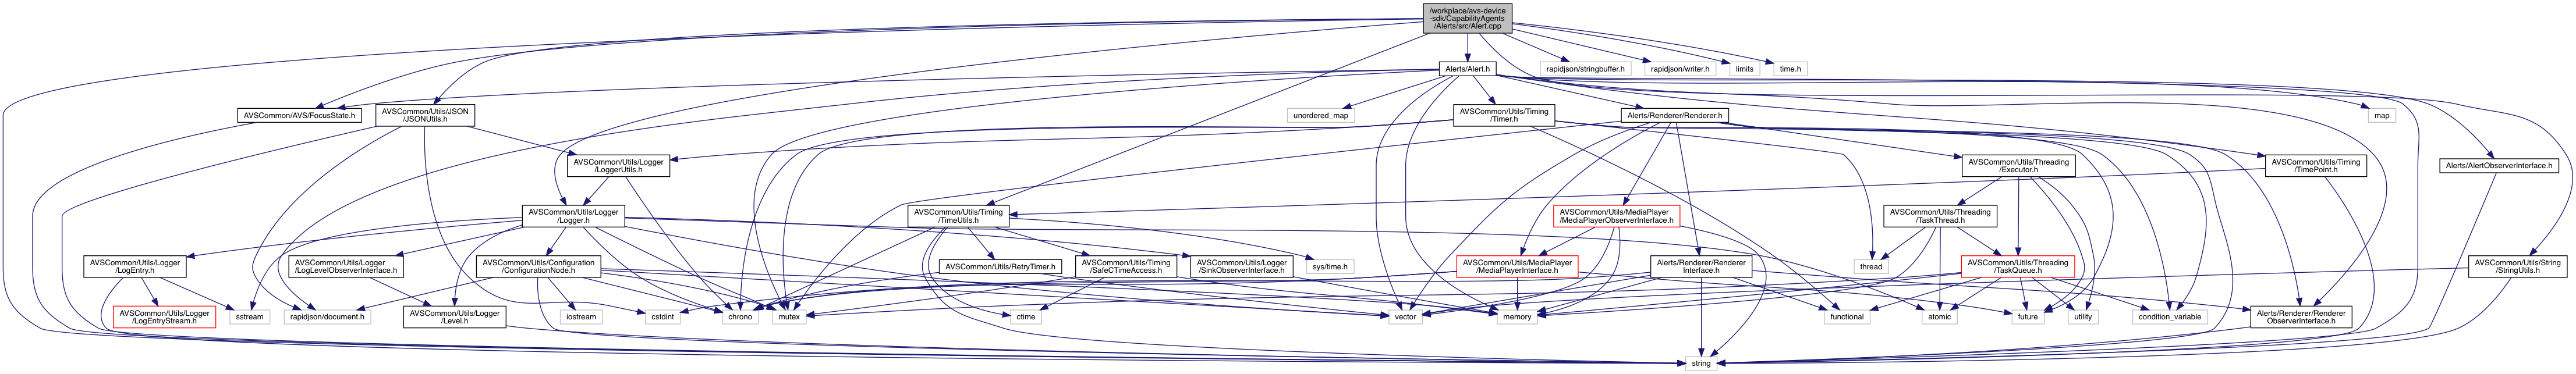 /workplace/avs-device
-sdk/CapabilityAgents
/Alerts/src/Alert.cpp
Alerts/Alert.h
rapidjson/stringbuffer.h
rapidjson/writer.h
limits
time.h
AVSCommon/AVS/FocusState.h
AVSCommon/Utils/JSON
/JSONUtils.h
unordered_map
AVSCommon/Utils/Timing
/Timer.h
Alerts/Renderer/Renderer.h
map
AVSCommon/Utils/Logger
/LoggerUtils.h
AVSCommon/Utils/Threading
/Executor.h
AVSCommon/Utils/Timing
/TimePoint.h
Alerts/AlertObserverInterface.h
AVSCommon/Utils/Logger
/Logger.h
AVSCommon/Utils/Timing
/TimeUtils.h
AVSCommon/Utils/MediaPlayer
/MediaPlayerObserverInterface.h
AVSCommon/Utils/Threading
/TaskThread.h
AVSCommon/Utils/Logger
/LogEntry.h
AVSCommon/Utils/Logger
/LogLevelObserverInterface.h
AVSCommon/Utils/Configuration
/ConfigurationNode.h
AVSCommon/Utils/RetryTimer.h
AVSCommon/Utils/Timing
/SafeCTimeAccess.h
AVSCommon/Utils/Logger
/SinkObserverInterface.h
sys/time.h
AVSCommon/Utils/MediaPlayer
/MediaPlayerInterface.h
Alerts/Renderer/Renderer
Interface.h
thread
AVSCommon/Utils/Threading
/TaskQueue.h
AVSCommon/Utils/String
/StringUtils.h
AVSCommon/Utils/Logger
/LogEntryStream.h
sstream
rapidjson/document.h
AVSCommon/Utils/Logger
/Level.h
iostream
cstdint
chrono
mutex
ctime
vector
memory
functional
atomic
future
utility
condition_variable
Alerts/Renderer/Renderer
ObserverInterface.h
string